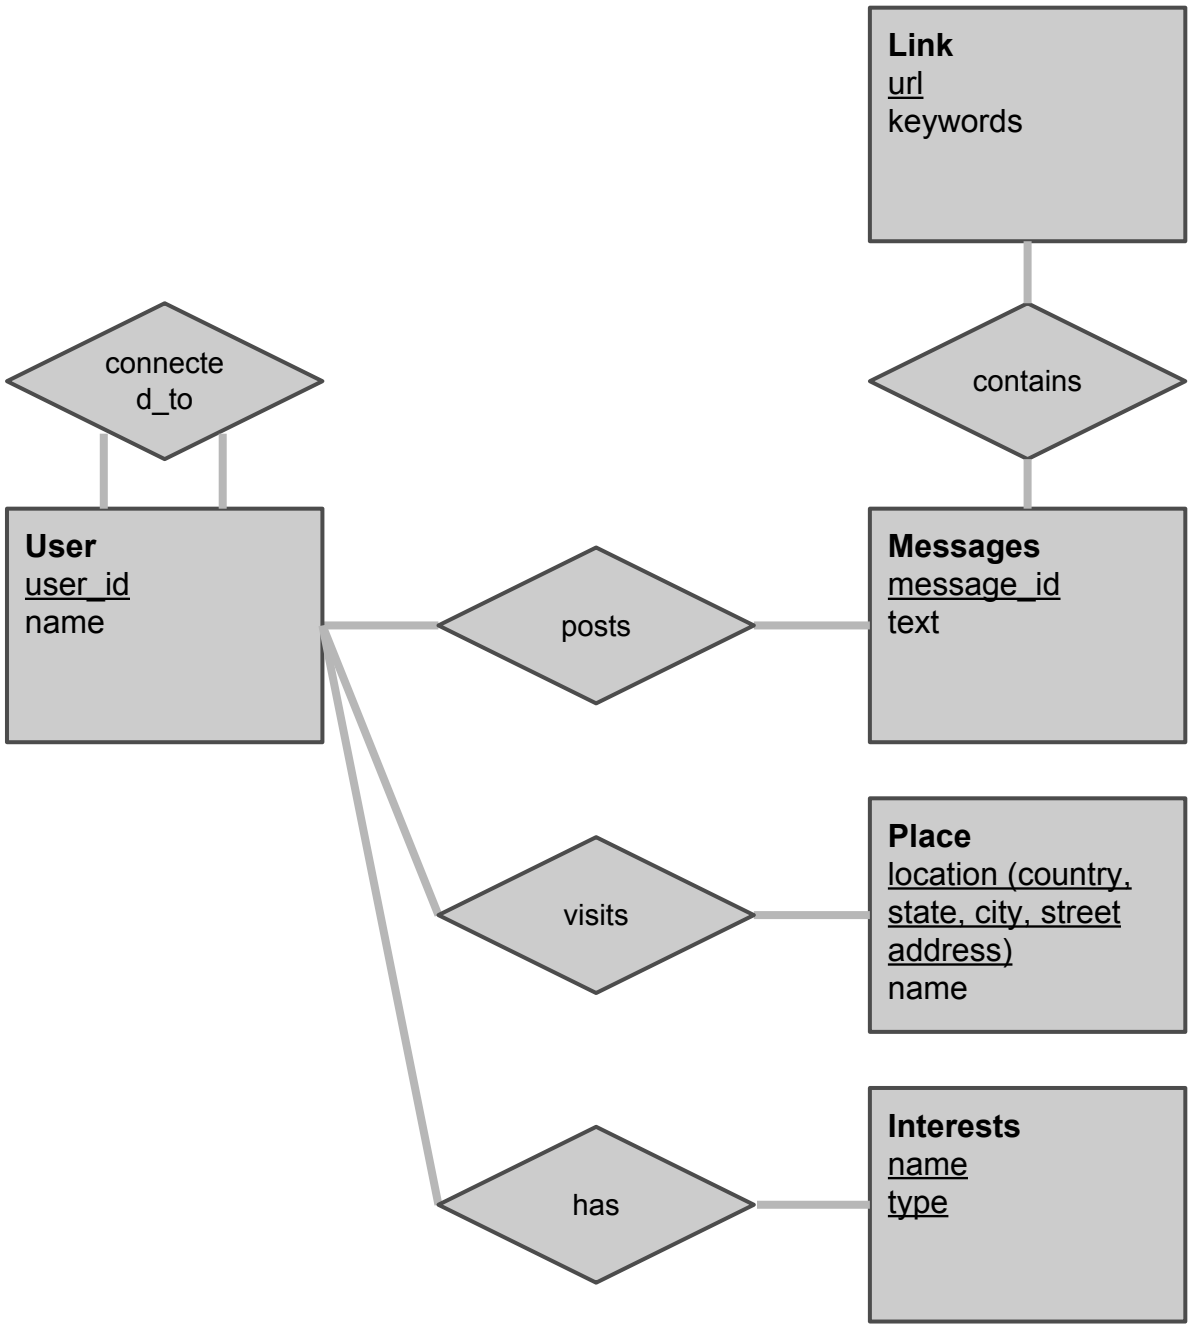 Link
url
keywords
connecte
d_to
contains
User
user_id
name
posts
Messages
message_id
text
visits
Place
location (country,
state, city, street
address)
name
has
Interests
name
type